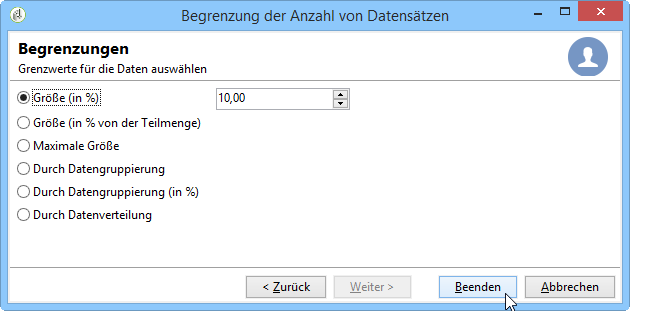 Begrenzung der Anzahl von Datensätzen
Begrenzungen
Grenzwerte für die Daten auswählen
Größe (in %) 10,00
Größe (in % von der Teilmenge)
Maximale Größe
Durch Datengruppierung
Durch Datengruppierung (in %)
Durch Datenverteilung
< Zurück Weiter > Beenden Abbrechen